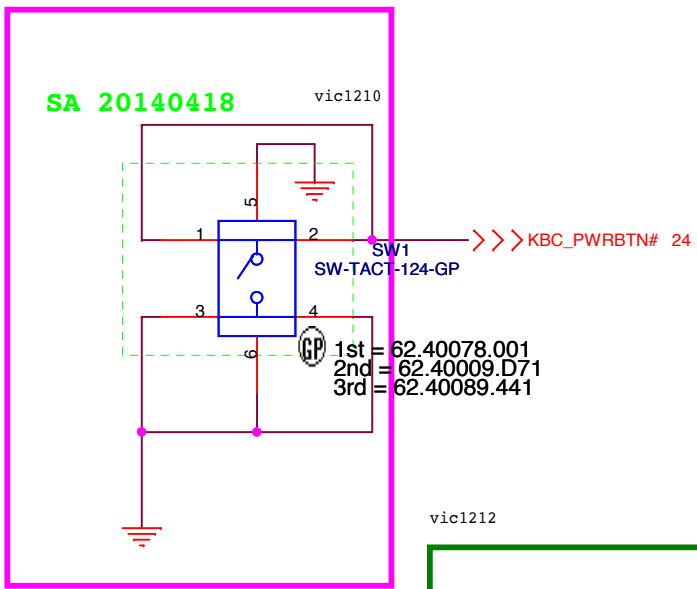 SA 20140418
vic1210
5
1
2
KBC_PWRBTN# 24
SW1
SW-TACT-124-GP
3
4
6
GP
1st = 62.40078.001
2nd = 62.40009.D71
3rd = 62.40089.441
vic1212